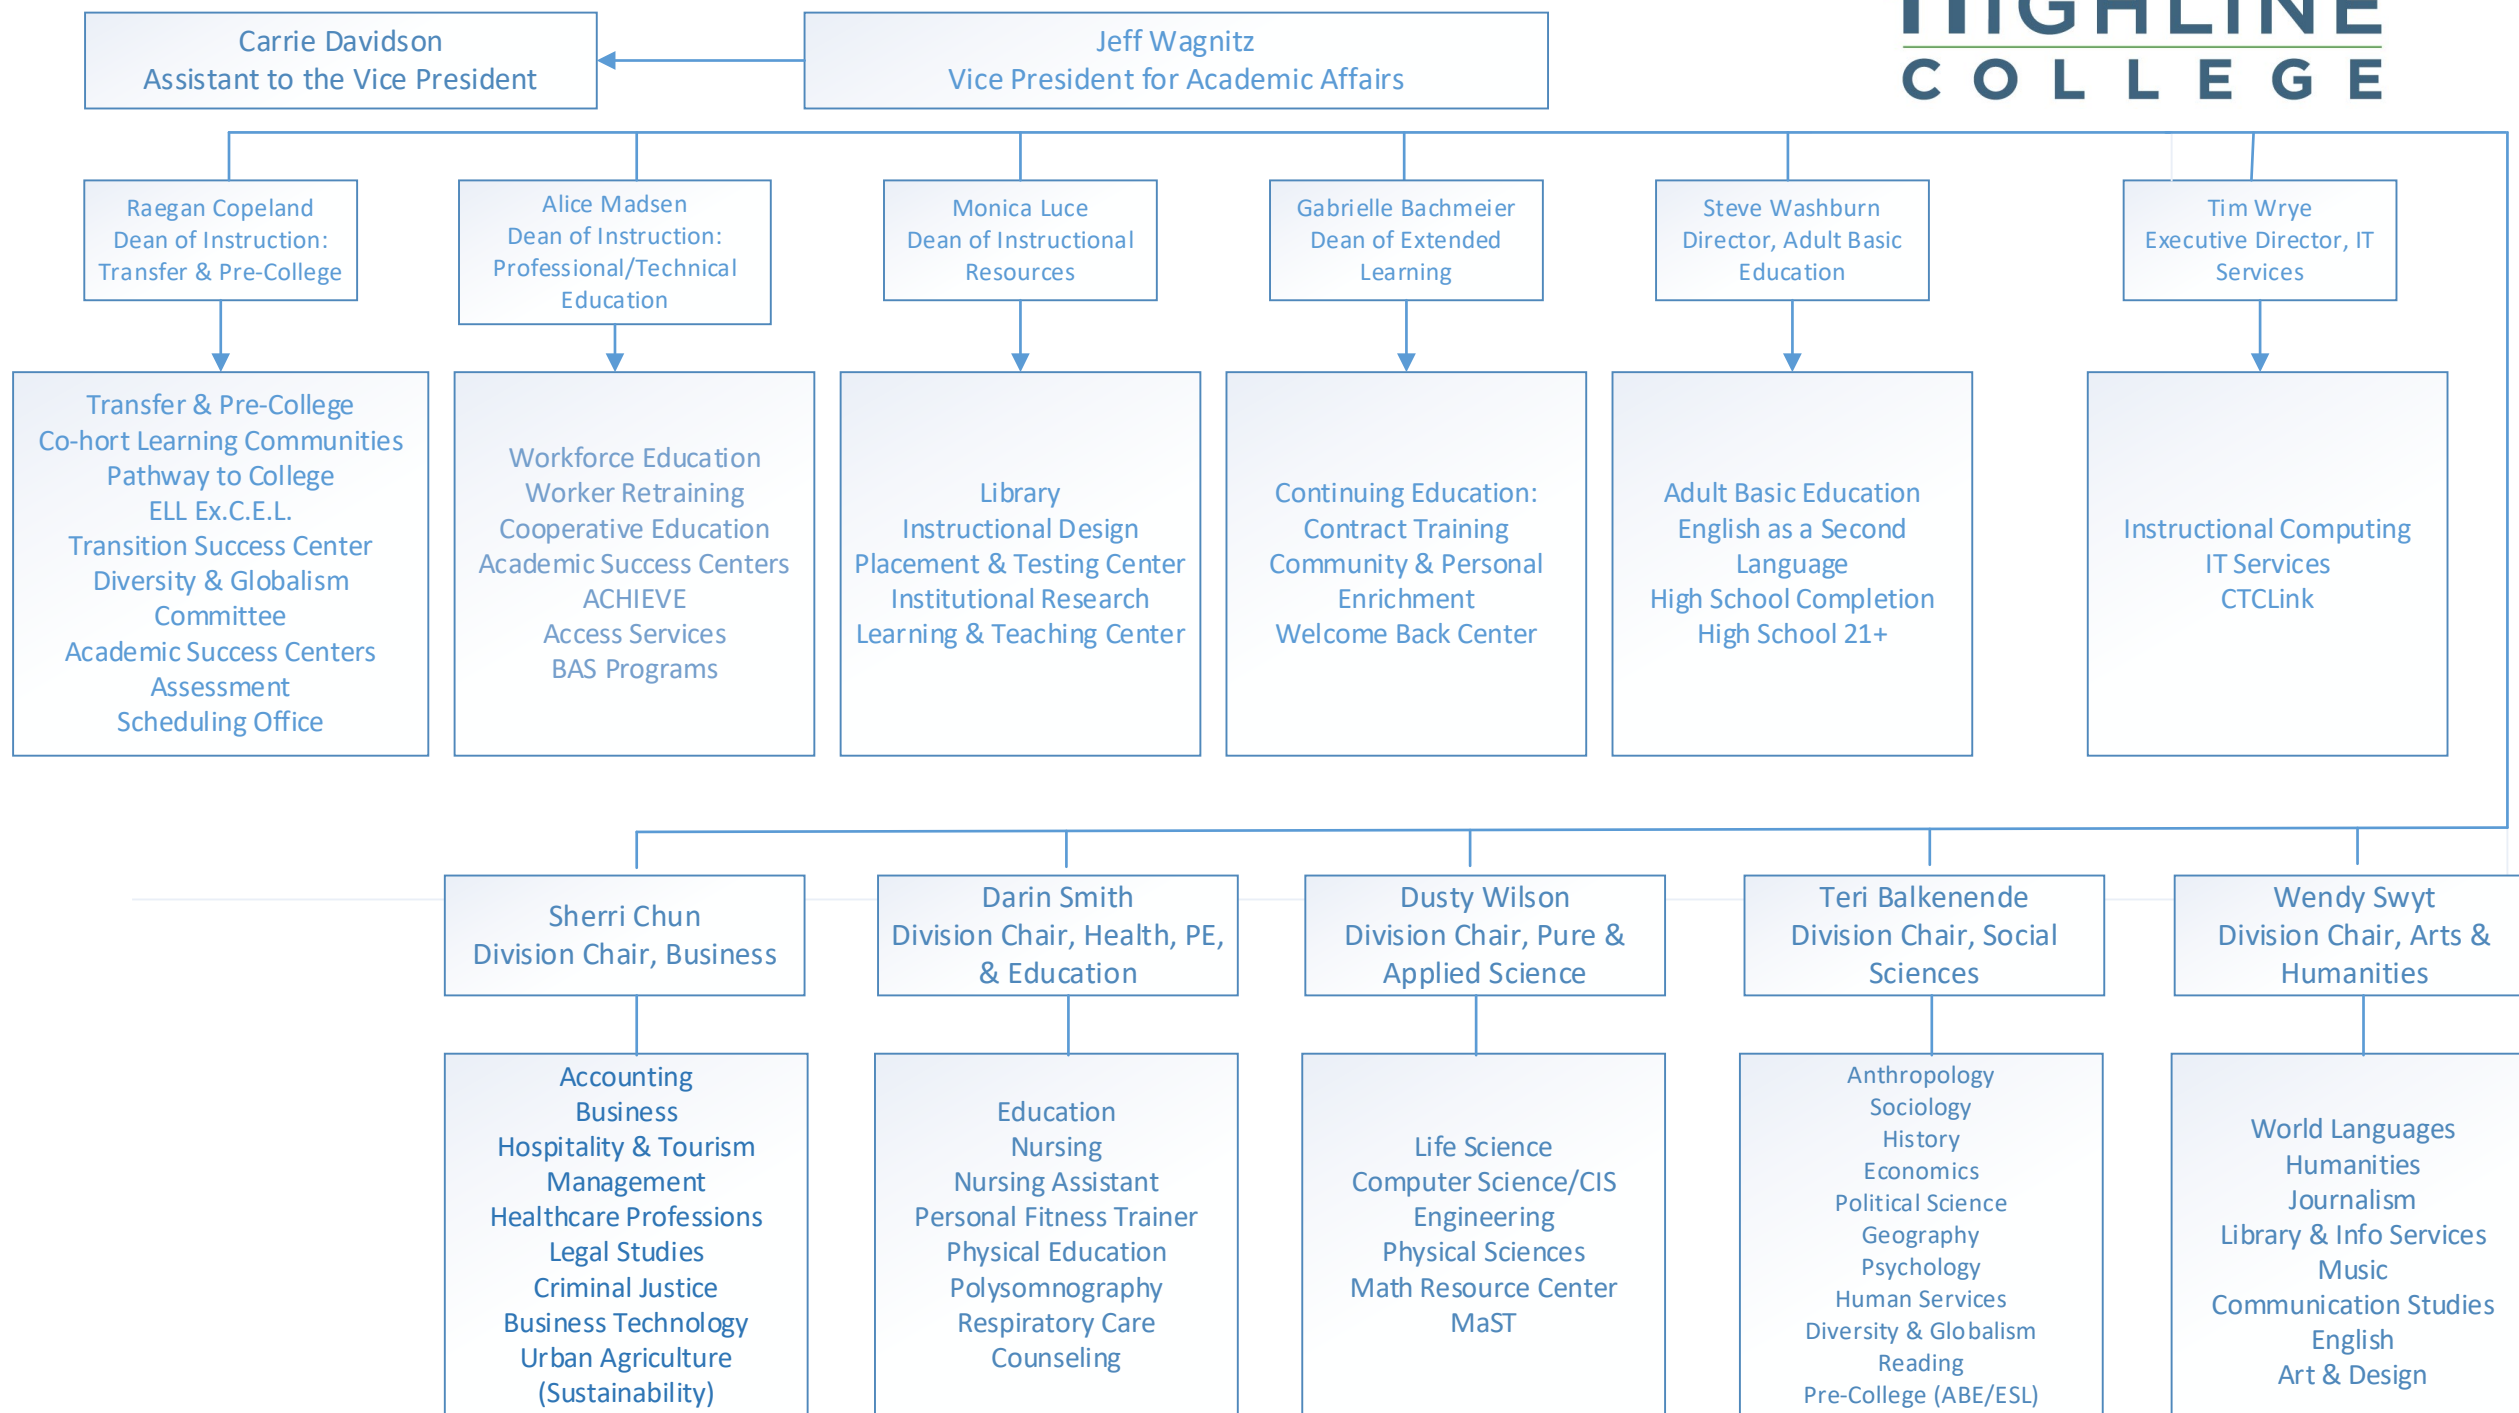 Carrie Davidson
Assistant to the Vice President
Jeff Wagnitz
Vice President for Academic Affairs
HIGHLINE
COLLEGE
Raegan Copeland
Dean of Instruction:
Transfer & Pre-College
Alice Madsen
Dean of Instruction:
Professional/Technical
Education
Monica Luce
Dean of Instructional
Resources
Gabrielle Bachmeier
Dean of Extended
Learning
Steve Washburn
Director, Adult Basic
Education
Tim Wrye
Executive Director, IT
Services
Transfer & Pre-College
Co-hort Learning Communities
Pathway to College
ELL Ex.C.E.L.
Transition Success Center
Diversity & Globalism
Committee
Academic Success Centers
Assessment
Scheduling Office
Workforce Education
Worker Retraining
Cooperative Education
Academic Success Centers
ACHIEVE
Access Services
BAS Programs
Library
Instructional Design
Placement & Testing Center
Institutional Research
Learning & Teaching Center
Continuing Education:
Contract Training
Community & Personal
Enrichment
Welcome Back Center
Adult Basic Education
English as a Second
Language
High School Completion
High School 21+
Instructional Computing
IT Services
CTCLink
Sherri Chun
Division Chair, Business
Darin Smith
Division Chair, Health, PE,
& Education
Dusty Wilson
Division Chair, Pure &
Applied Science
Teri Balkenende
Division Chair, Social
Sciences
Wendy Swyt
Division Chair, Arts &
Humanities
Accounting
Business
Hospitality & Tourism
Management
Healthcare Professions
Legal Studies
Criminal Justice
Business Technology
Urban Agriculture
(Sustainability)
Education
Nursing
Nursing Assistant
Personal Fitness Trainer
Physical Education
Polysomnography
Respiratory Care
Counseling
Life Science
Computer Science/CIS
Engineering
Physical Sciences
Math Resource Center
MaST
Anthropology
Sociology
History
Economics
Political Science
Geography
Psychology
Human Services
Diversity & Globalism
Reading
Pre-College (ABE/ESL)
World Languages
Humanities
Journalism
Library & Info Services
Music
Communication Studies
English
Art & Design